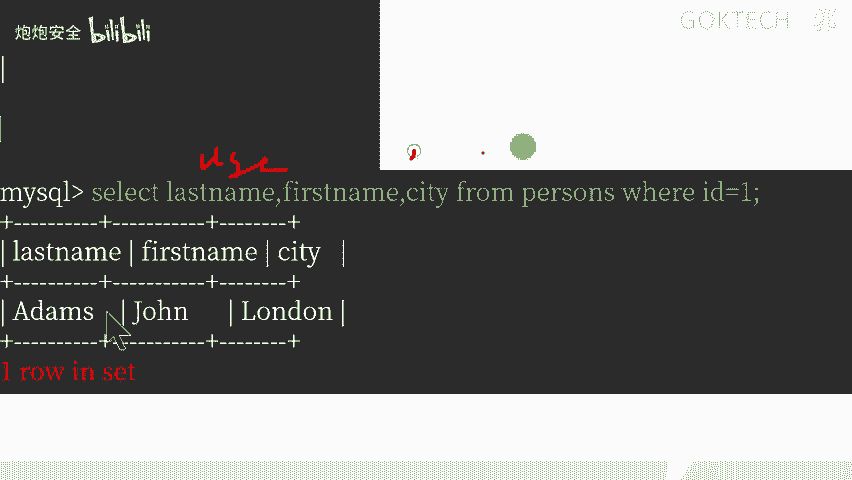 炮炮安全 bilibili
GOKTECH
use
mysql> select lastname,firstname,city from persons where id=1;
+----------+-----------+--------+
| lastname | firstname | city |
+----------+-----------+--------+
| Adams | John | London |
+----------+-----------+--------+
1 row in set